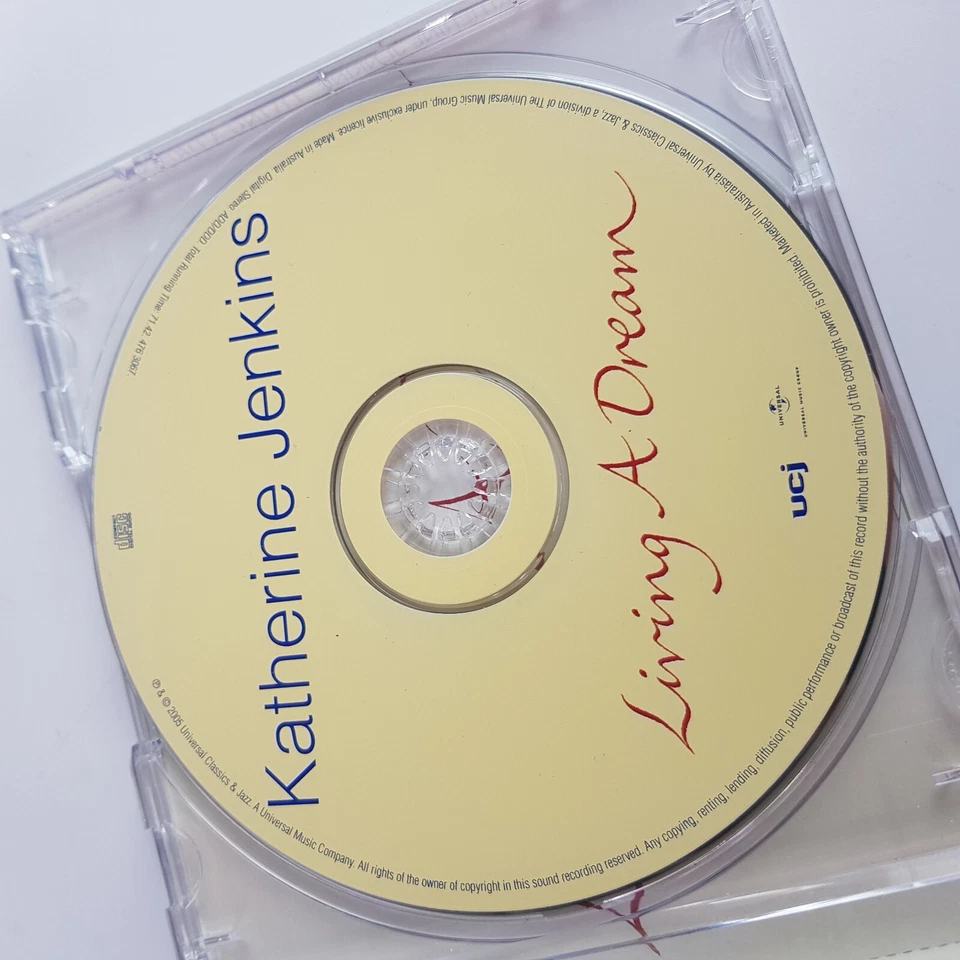 Katherine Jenkins
disc
Living A Dream
UNIVERSAL
UNIVERSAL MUSIC GROUP
ucj
℗ & © 2005 Universal Classics & Jazz. A Universal Music Company. All rights of the owner of copyright in this sound recording reserved. Any copying, renting, lending, diffusion, public performance or broadcast of this record without the authority of the copyright owner is prohibited. Marketed in Australasia by Universal Classics & Jazz, a division of The Universal Music Group, under exclusive licence. Made in Australia. Digital Stereo. ADD/DDD. Total Running Time: 71.42. 476 3067.